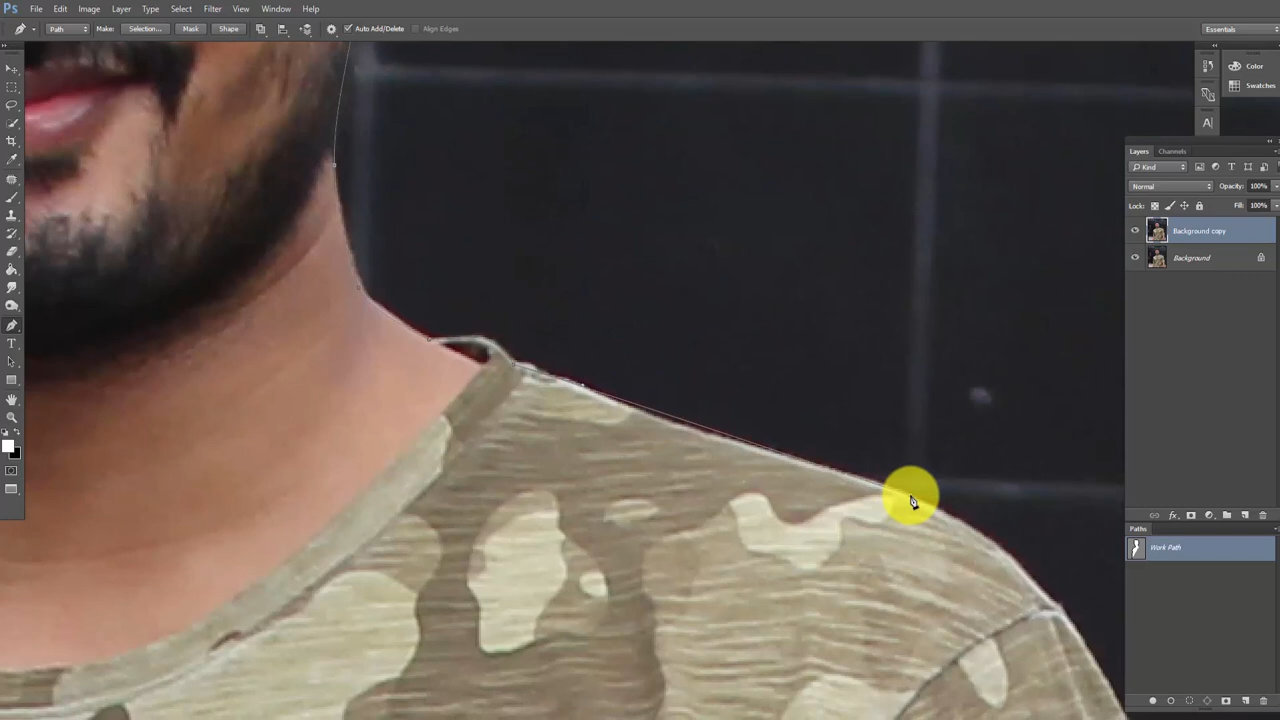 Ps File Edit Image Layer Type Select Filter View Window Help
Path Make: Selection... Mask Shape Auto Add/Delete Align Edges Essentials
Color
Swatches
A
Layers Channels
Kind T
Normal Opacity: 100%
Lock: Fill: 100%
Background copy
Background
fx
Paths
Work Path
T